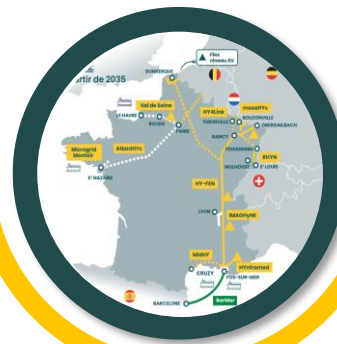 Flex
réseau EU
rtir de 2035
DUNKERQUE
Val de Seine
LE HAVRE
ROUEN
PARIS
HY4Link
mosaHYc
BOUZONVILLE
THIONVILLE
OBERGAILBACH
NANCY
FESSENHEIM
RHYN
MULHOUSE
ST LOUIS
Microgrid
Montoir
AtlantHYc
ST NAZAIRE
HY-FEN
LYON
IMAGHyNE
MidHY
HYnframed
CRUZY
FOS-SUR-MER
BarMar
BARCELONE